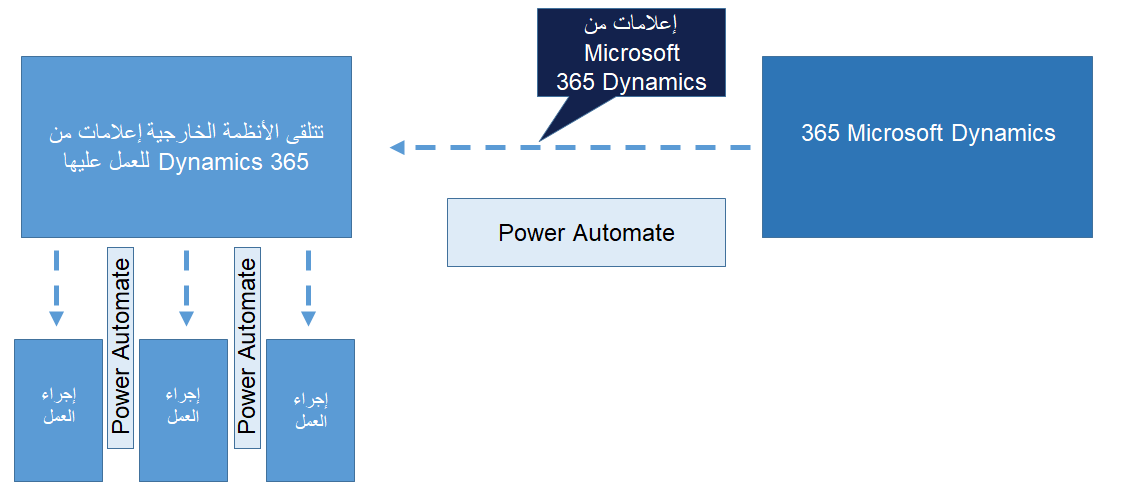 إعلامات من
Microsoft
365 Dynamics
365 Microsoft Dynamics
تتلقى الأنظمة الخارجية إعلامات من
Dynamics 365 للعمل عليها
Power Automate
Power Automate
Power Automate
إجراء
العمل
إجراء
العمل
إجراء
العمل